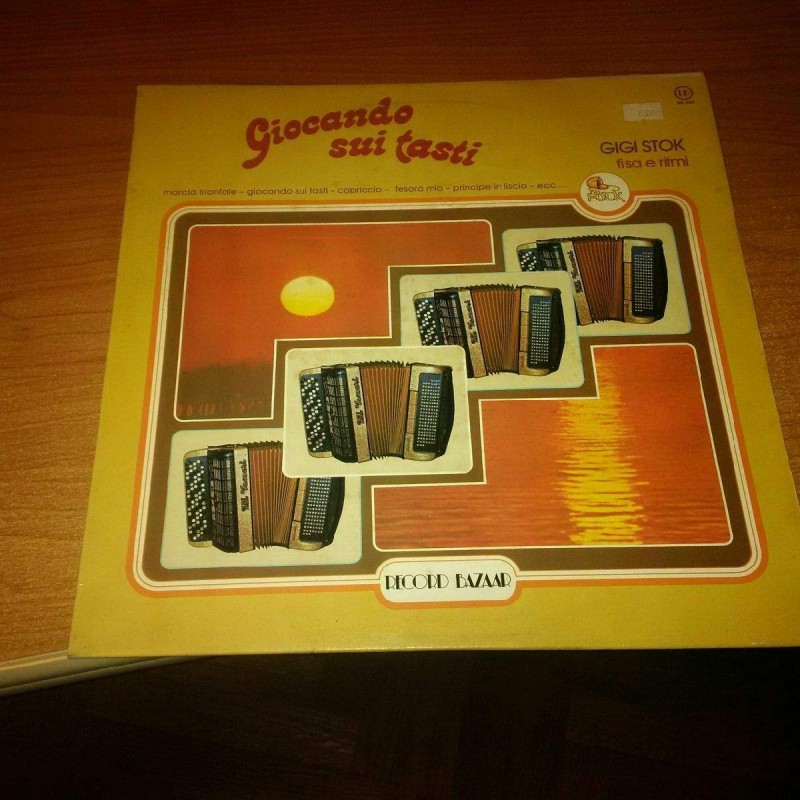 Giocando
sui tasti
GIGI STOK
fisa e ritmi
marcia trionfale - giocando sui tasti - capriccio - tesoro mio - principe in liscio - ecc....
RECORD BAZAAR